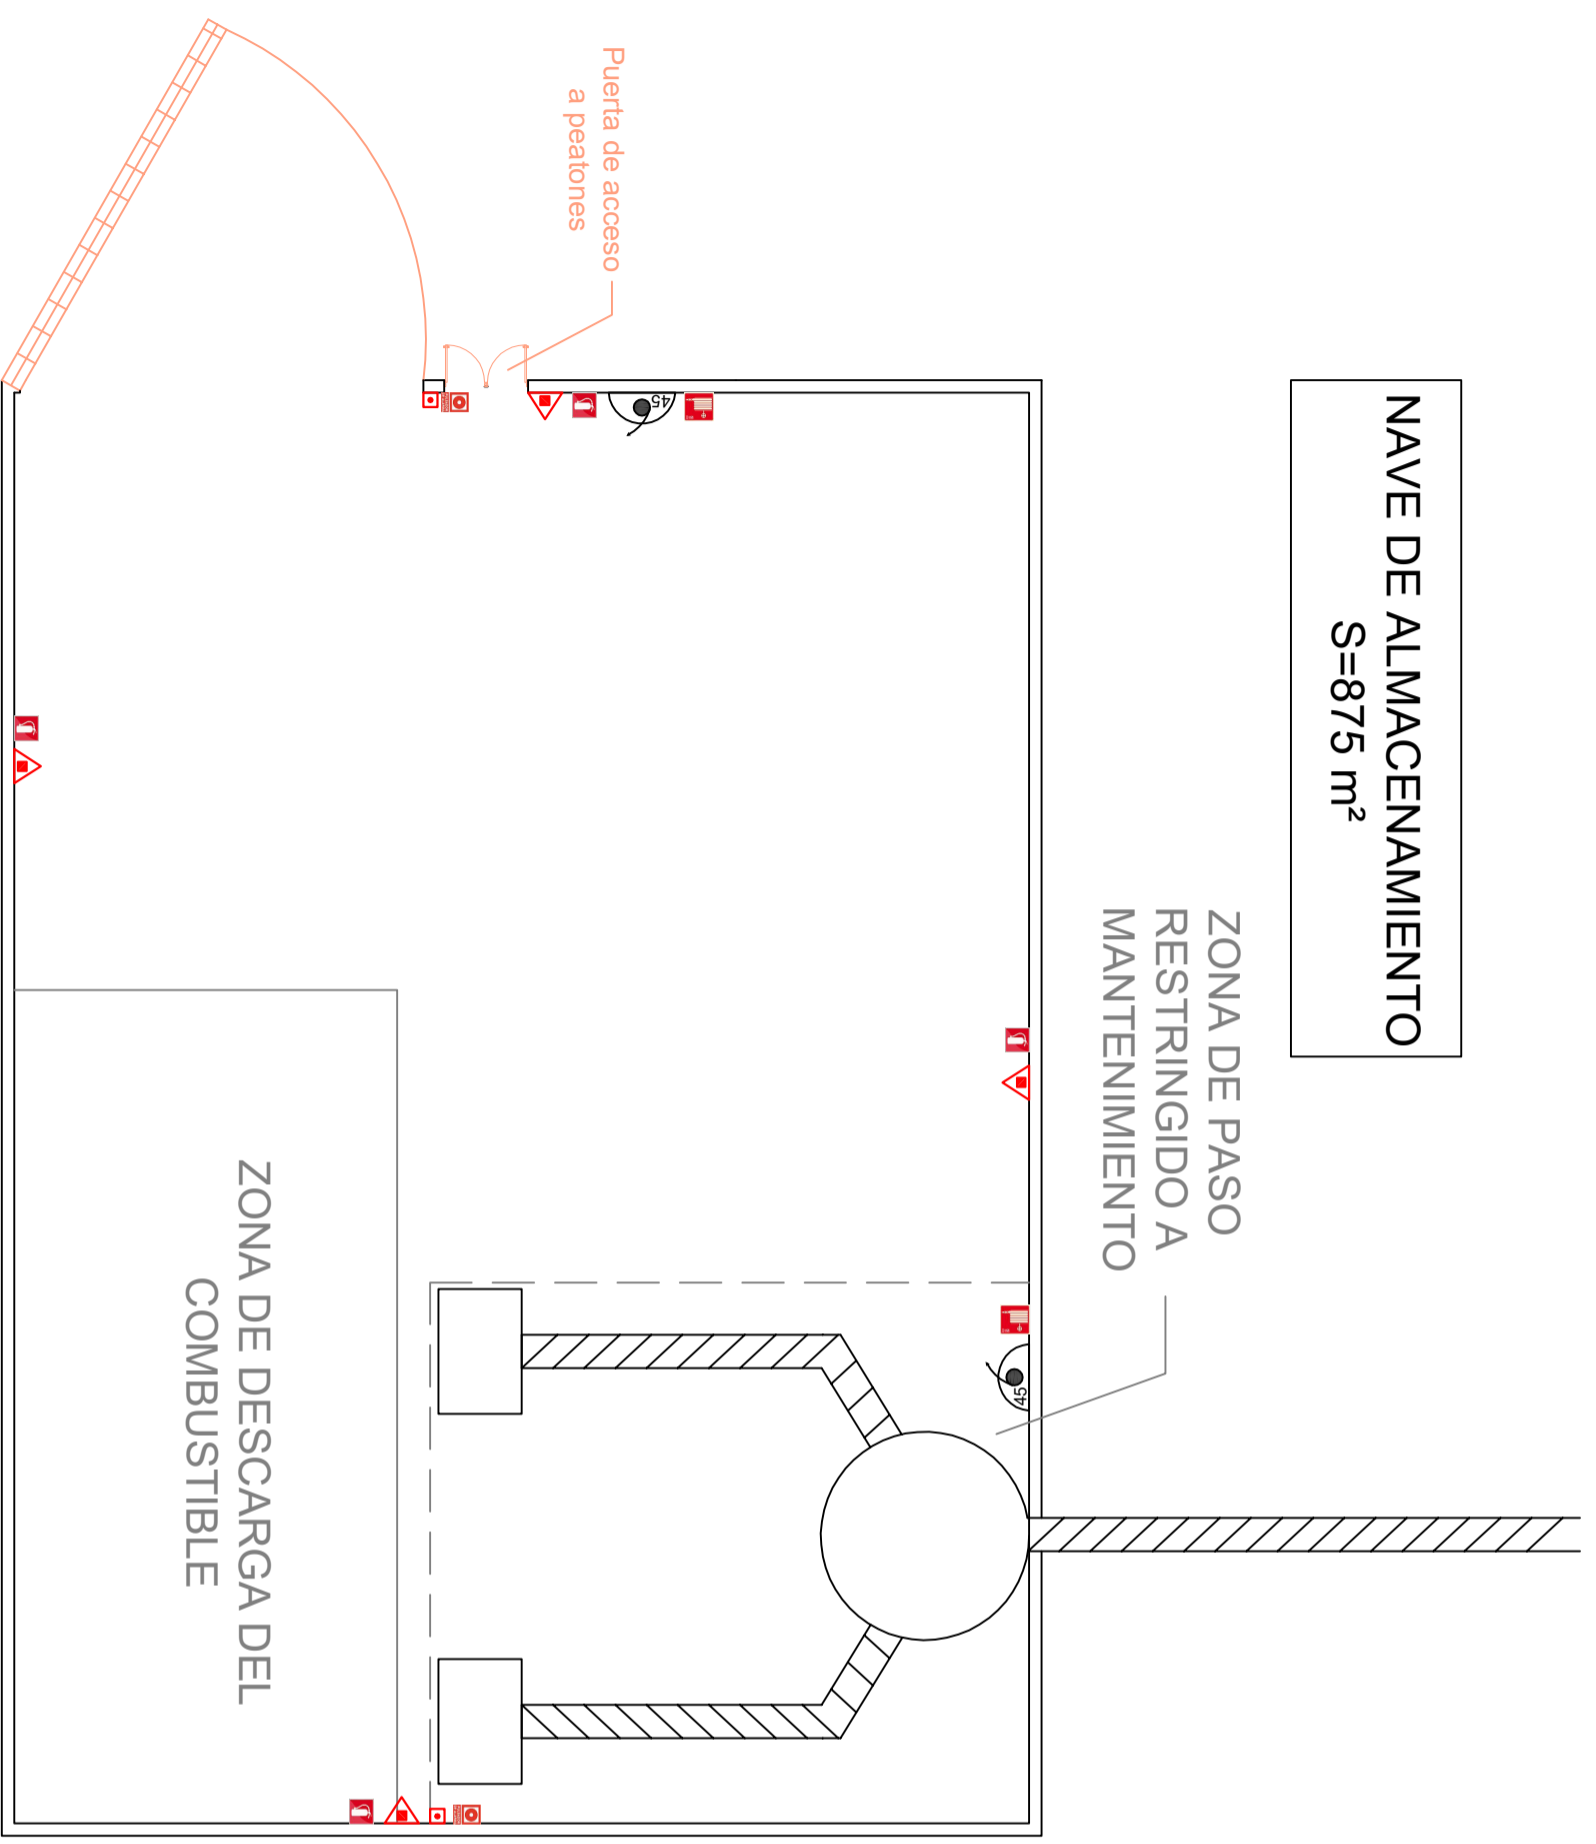 NAVE DE ALMACENAMIENTO
S=875 m²
ZONA DE PASO
RESTRINGIDO A
MANTENIMIENTO
Puerta de acceso
a peatones
45
45
ZONA DE DESCARGA DEL
COMBUSTIBLE